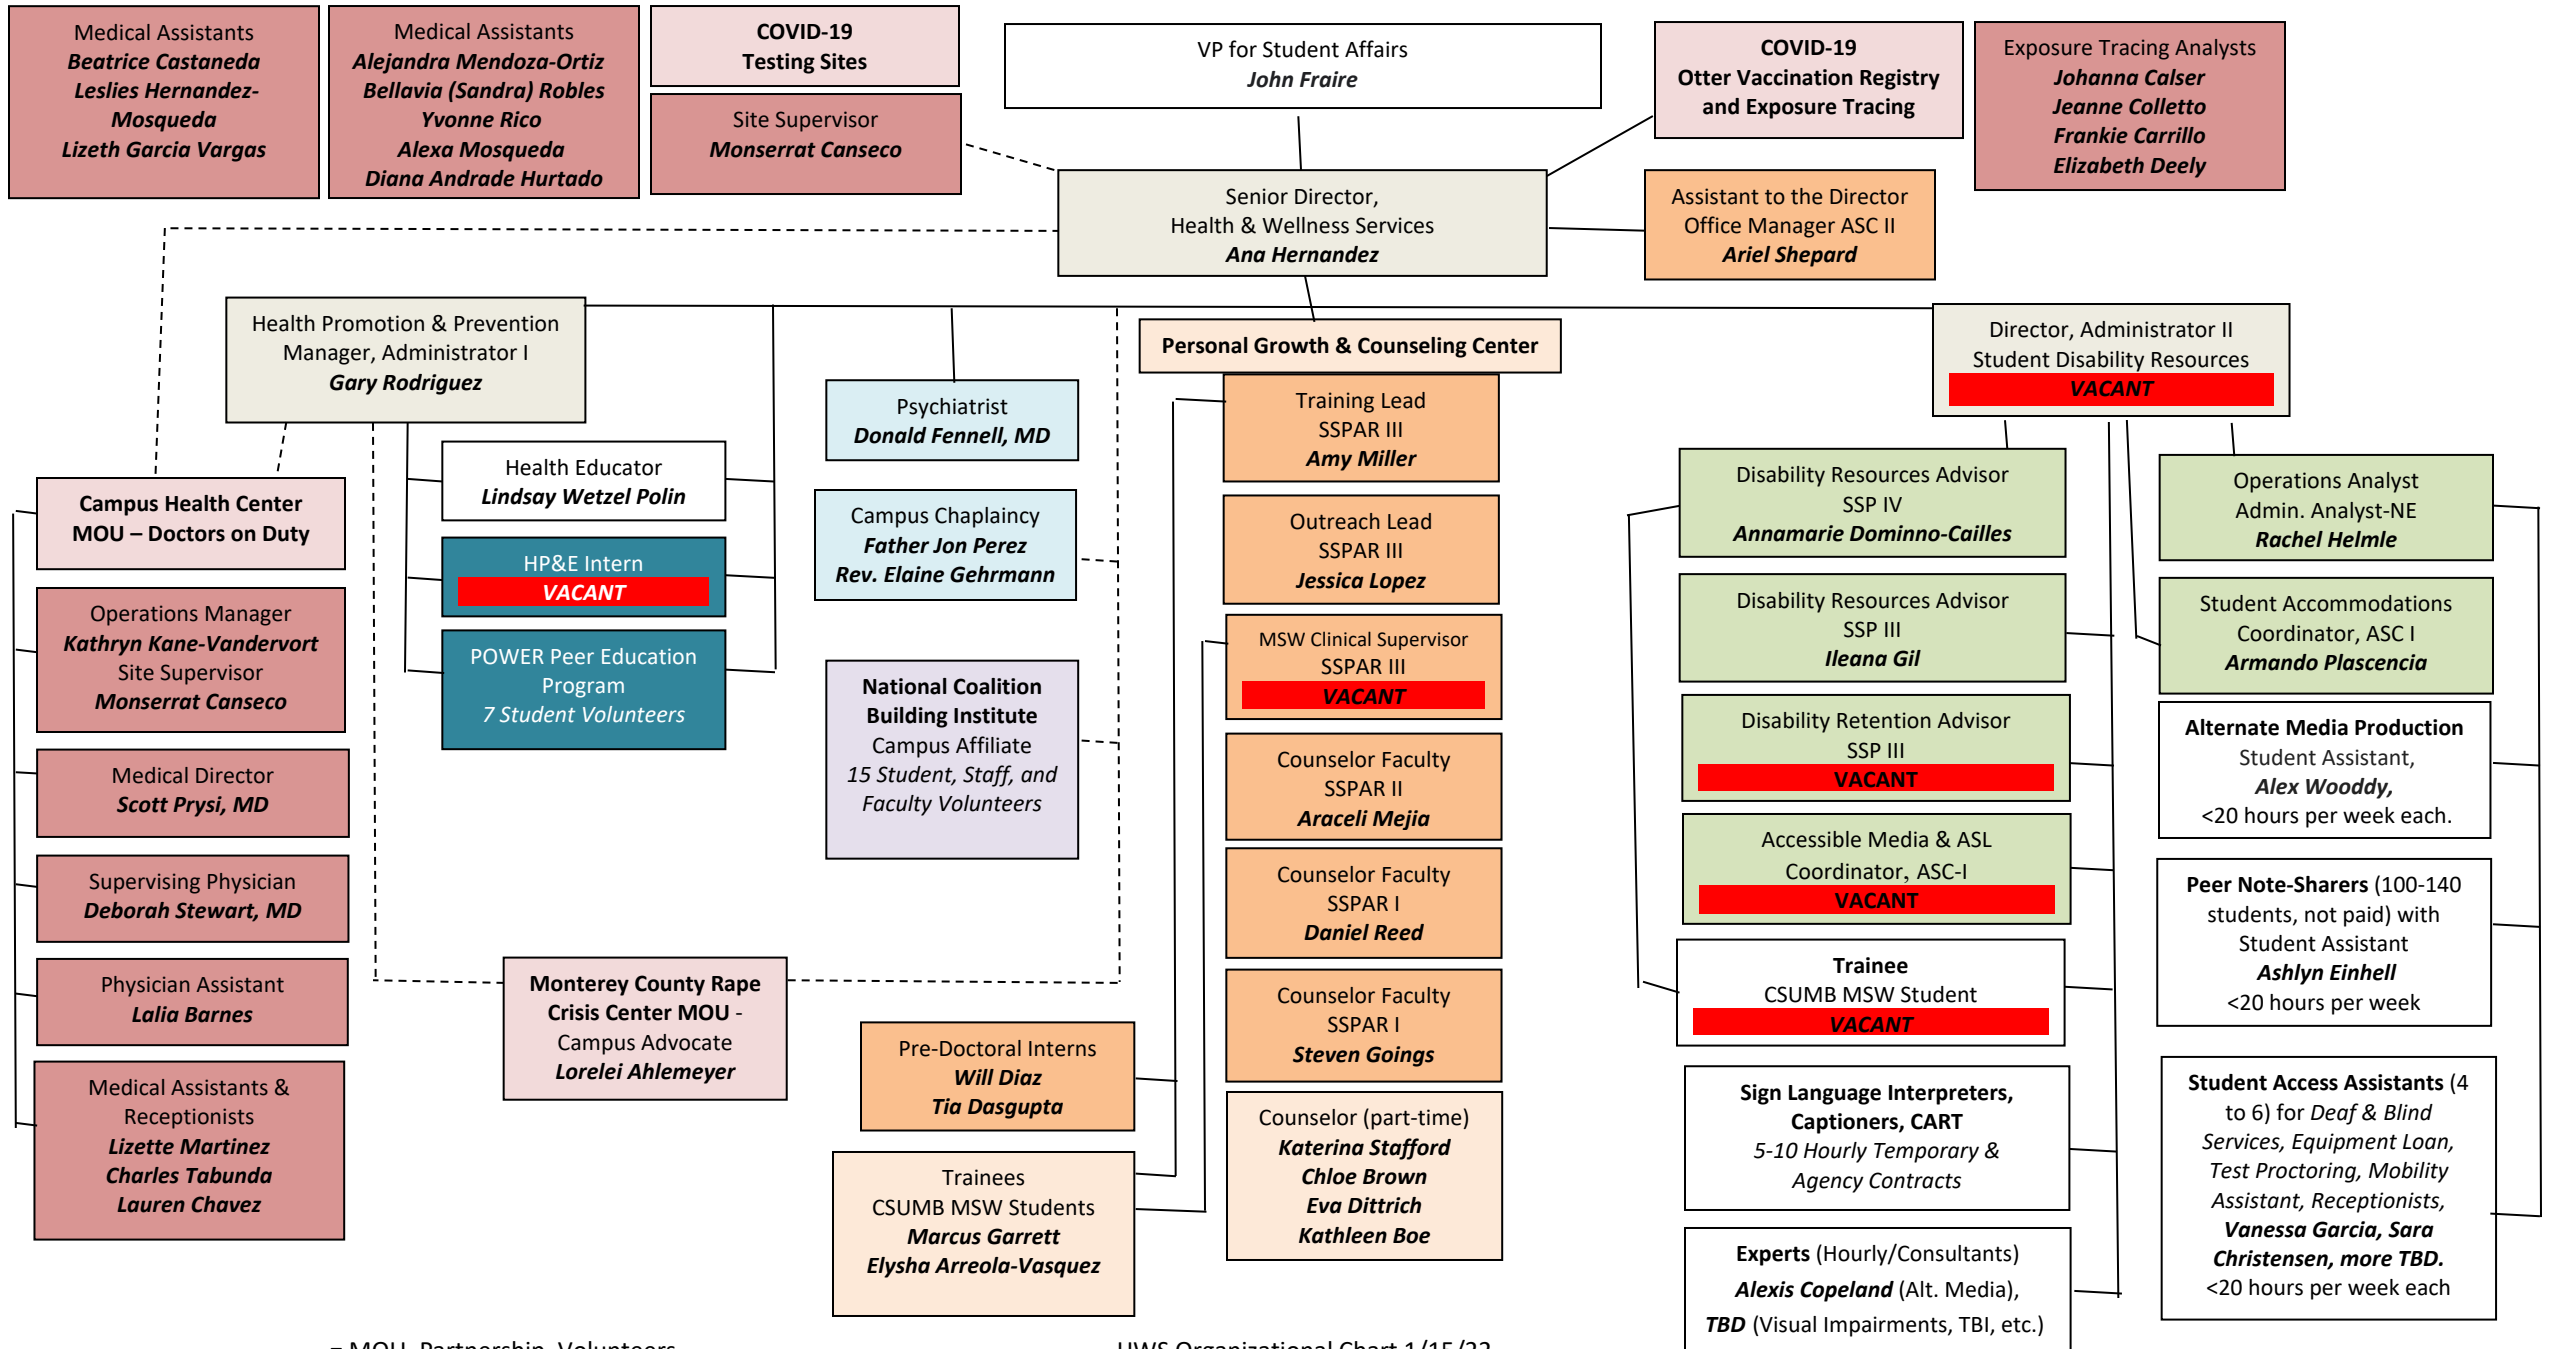 Medical Assistants
Beatrice Castaneda
Leslies Hernandez-
Mosqueda
Lizeth Garcia Vargas
Medical Assistants
Alejandra Mendoza-Ortiz
Bellavia (Sandra) Robles
Yvonne Rico
Alexa Mosqueda
Diana Andrade Hurtado
COVID-19
Testing Sites
Site Supervisor
Monserrat Canseco
VP for Student Affairs
John Fraire
COVID-19
Otter Vaccination Registry
and Exposure Tracing
Exposure Tracing Analysts
Johanna Calser
Jeanne Colletto
Frankie Carrillo
Elizabeth Deely
Senior Director,
Health & Wellness Services
Ana Hernandez
Assistant to the Director
Office Manager ASC II
Ariel Shepard
Health Promotion & Prevention
Manager, Administrator I
Gary Rodriguez
Campus Health Center
MOU – Doctors on Duty
Operations Manager
Kathryn Kane-Vandervort
Site Supervisor
Monserrat Canseco
Medical Director
Scott Prysi, MD
Supervising Physician
Deborah Stewart, MD
Physician Assistant
Lalia Barnes
Medical Assistants &
Receptionists
Lizette Martinez
Charles Tabunda
Lauren Chavez
Health Educator
Lindsay Wetzel Polin
HP&E Intern
VACANT
POWER Peer Education
Program
7 Student Volunteers
Monterey County Rape
Crisis Center MOU -
Campus Advocate
Lorelei Ahlemeyer
Psychiatrist
Donald Fennell, MD
Campus Chaplaincy
Father Jon Perez
Rev. Elaine Gehrmann
National Coalition
Building Institute
Campus Affiliate
15 Student, Staff, and
Faculty Volunteers
Pre-Doctoral Interns
Will Diaz
Tia Dasgupta
Trainees
CSUMB MSW Students
Marcus Garrett
Elysha Arreola-Vasquez
Personal Growth & Counseling Center
Training Lead
SSPAR III
Amy Miller
Outreach Lead
SSPAR III
Jessica Lopez
MSW Clinical Supervisor
SSPAR III
VACANT
Counselor Faculty
SSPAR II
Araceli Mejia
Counselor Faculty
SSPAR I
Daniel Reed
Counselor Faculty
SSPAR I
Steven Goings
Counselor (part-time)
Katerina Stafford
Chloe Brown
Eva Dittrich
Kathleen Boe
Director, Administrator II
Student Disability Resources
VACANT
Disability Resources Advisor
SSP IV
Annamarie Dominno-Cailles
Disability Resources Advisor
SSP III
Ileana Gil
Disability Retention Advisor
SSP III
VACANT
Accessible Media & ASL
Coordinator, ASC-I
VACANT
Trainee
CSUMB MSW Student
VACANT
Sign Language Interpreters,
Captioners, CART
5-10 Hourly Temporary &
Agency Contracts
Experts (Hourly/Consultants)
Alexis Copeland (Alt. Media),
TBD (Visual Impairments, TBI, etc.)
Operations Analyst
Admin. Analyst-NE
Rachel Helmle
Student Accommodations
Coordinator, ASC I
Armando Plascencia
Alternate Media Production
Student Assistant,
Alex Wooddy,
<20 hours per week each.
Peer Note-Sharers (100-140
students, not paid) with
Student Assistant
Ashlyn Einhell
<20 hours per week
Student Access Assistants (4
to 6) for Deaf & Blind
Services, Equipment Loan,
Test Proctoring, Mobility
Assistant, Receptionists,
Vanessa Garcia, Sara
Christensen, more TBD.
<20 hours per week each
= MOU, Partnership, Volunteers
HWS Organizational Chart 1/15/22